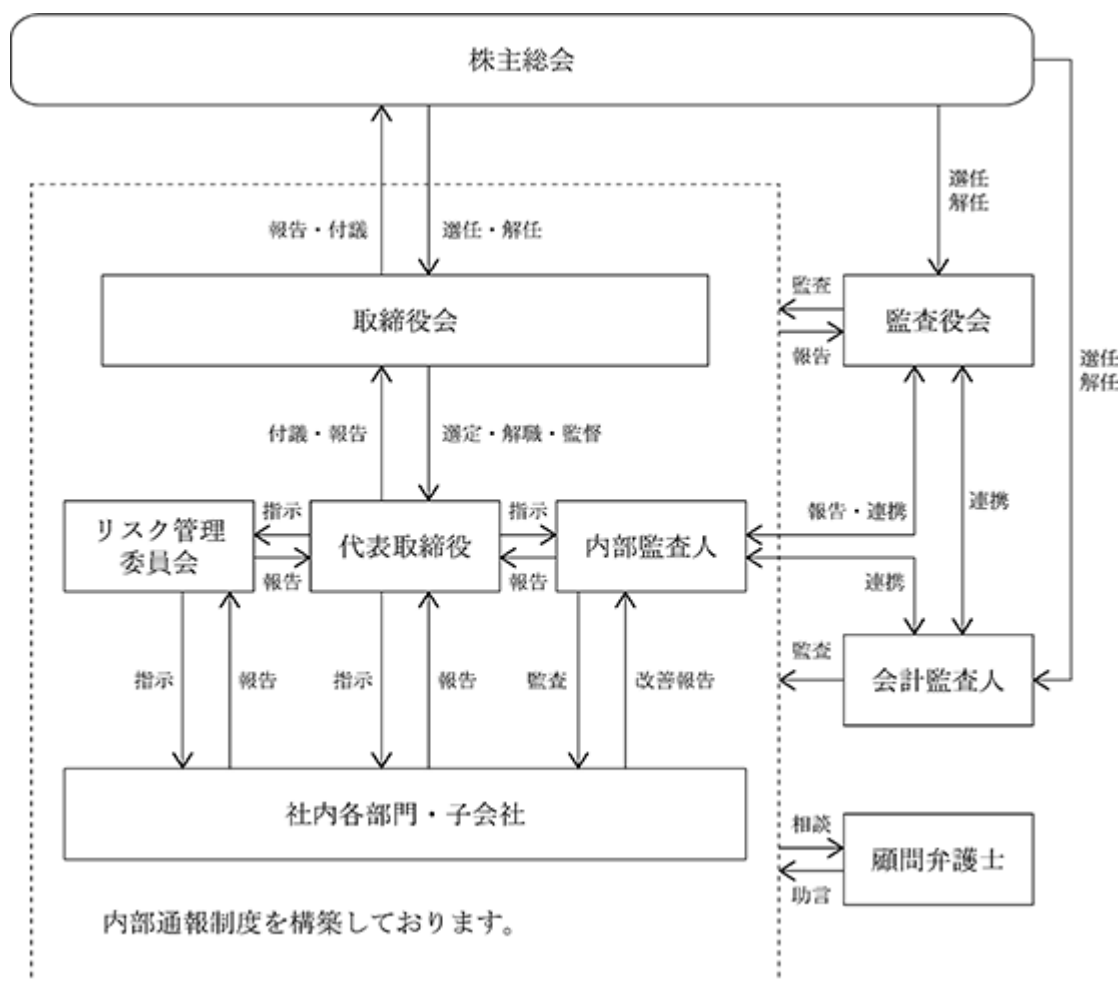 株主総会
選任
解任
報告・付議
選任・解任
取締役会
監査
報告
監査役会
選任
解任
付議・報告
選定・解職・監督
リスク管理
委員会
指示
報告
代表取締役
指示
報告
内部監査人
報告・連携
連携
連携
指示
報告
指示
報告
監査
改善報告
監査
会計監査人
社内各部門・子会社
相談
助言
顧問弁護士
内部通報制度を構築しております。